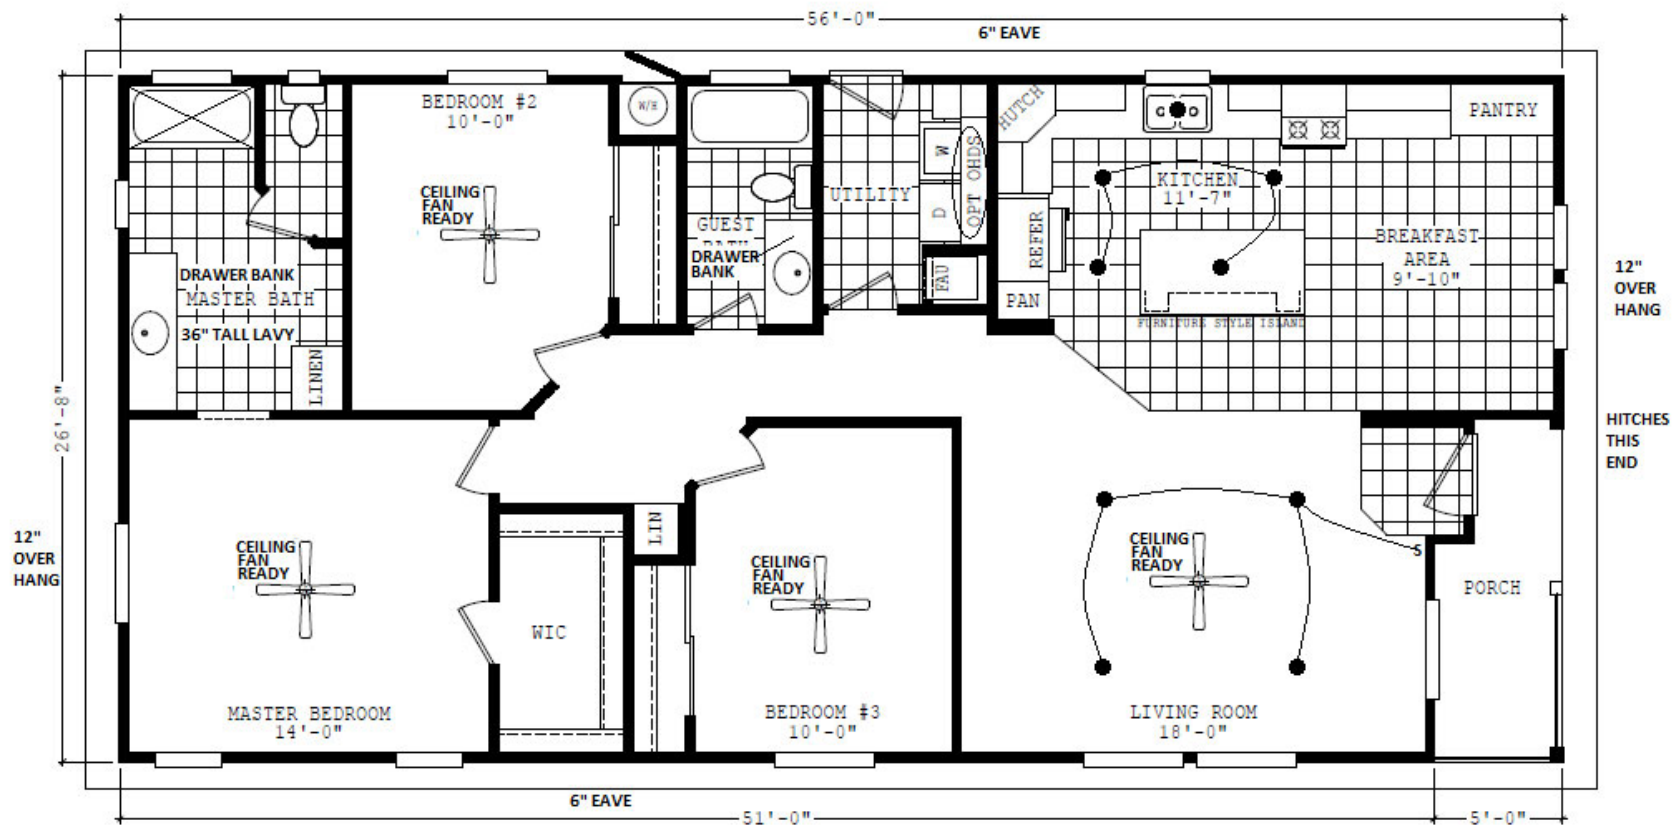 56'-0"
6" EAVE
BEDROOM #2
10'-0"
W/H
HUTCH
PANTRY
CEILING
FAN
READY
W
OPT OHDS
UTILITY
D
KITCHEN
11'-7"
GUEST
DRAWER
BANK
REFER
BREAKFAST
AREA
9'-10"
DRAWER BANK
MASTER BATH
36" TALL LAVY
FAU
PAN
FURNITURE STYLE ISLAND
12"
OVER
HANG
LINEN
26'-8"
HITCHES
THIS
END
LIN
12"
OVER
HANG
CEILING
FAN
READY
CEILING
FAN
READY
CEILING
FAN
READY
S
PORCH
WIC
MASTER BEDROOM
14'-0"
BEDROOM #3
10'-0"
LIVING ROOM
18'-0"
6" EAVE
51'-0"
5'-0"